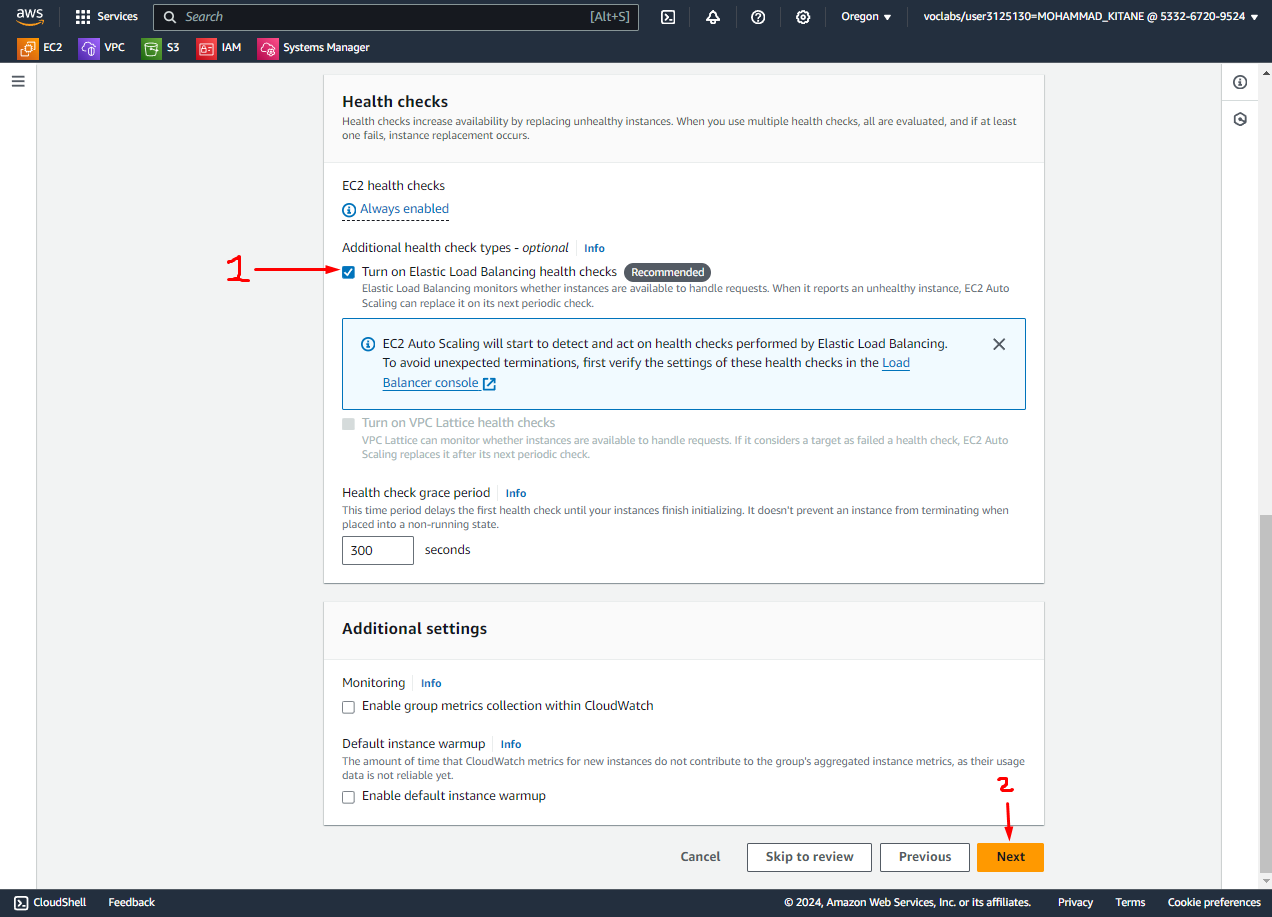 aws
Services
Search
[Alt+S]
Oregon
voclabs/user3125130=MOHAMMAD_KITANE @ 5332-6720-9524
EC2
VPC
S3
IAM
Systems Manager
Health checks
Health checks increase availability by replacing unhealthy instances. When you use multiple health checks, all are evaluated, and if at least
one fails, instance replacement occurs.
EC2 health checks
Always enabled
Additional health check types - optional
Info
1
Turn on Elastic Load Balancing health checks
Recommended
Elastic Load Balancing monitors whether instances are available to handle requests. When it reports an unhealthy instance, EC2 Auto
Scaling can replace it on its next periodic check.
EC2 Auto Scaling will start to detect and act on health checks performed by Elastic Load Balancing.
To avoid unexpected terminations, first verify the settings of these health checks in the Load
Balancer console
Turn on VPC Lattice health checks
VPC Lattice can monitor whether instances are available to handle requests. If it considers a target as failed a health check, EC2 Auto
Scaling replaces it after its next periodic check.
Health check grace period
Info
This time period delays the first health check until your instances finish initializing. It doesn't prevent an instance from terminating when
placed into a non-running state.
300
seconds
Additional settings
Monitoring
Info
Enable group metrics collection within CloudWatch
Default instance warmup
Info
The amount of time that CloudWatch metrics for new instances do not contribute to the group's aggregated instance metrics, as their usage
data is not reliable yet.
Enable default instance warmup
2
Cancel
Skip to review
Previous
Next
CloudShell
Feedback
© 2024, Amazon Web Services, Inc. or its affiliates.
Privacy
Terms
Cookie preferences